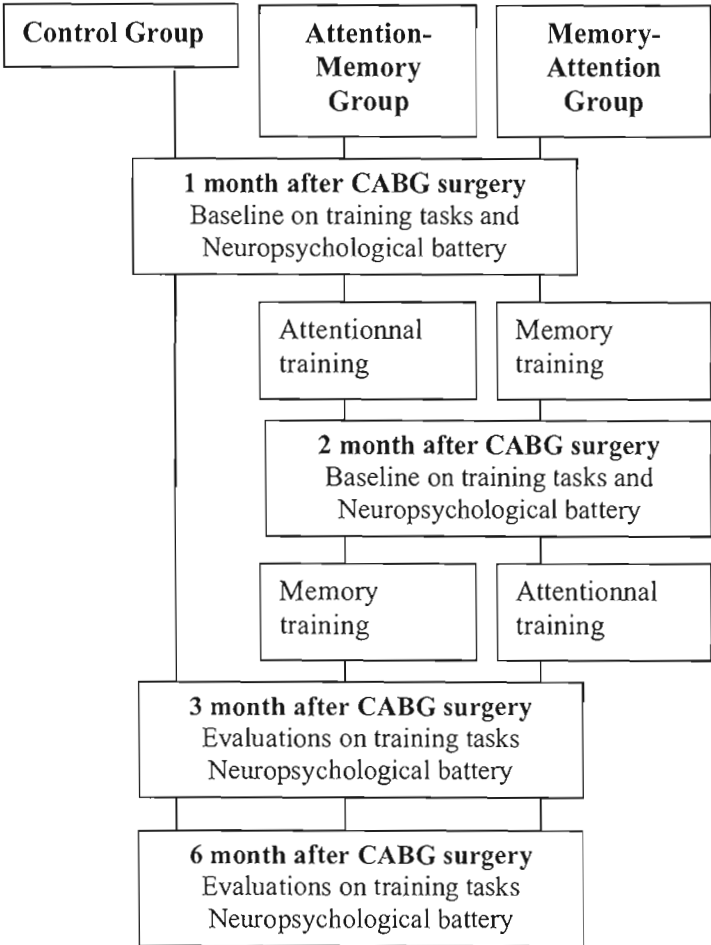 Control Group
Attention-
Memory
Group
Memory-
Attention
Group
1 month after CABG surgery
Baseline on training tasks and
Neuropsychological battery
Attentionnal
training
Memory
training
2 month after CABG surgery
Baseline on training tasks and
Neuropsychological battery
Memory
training
Attentionnal
training
3 month after CABG surgery
Evaluations on training tasks
Neuropsychological battery
6 month after CABG surgery
Evaluations on training tasks
Neuropsychological battery